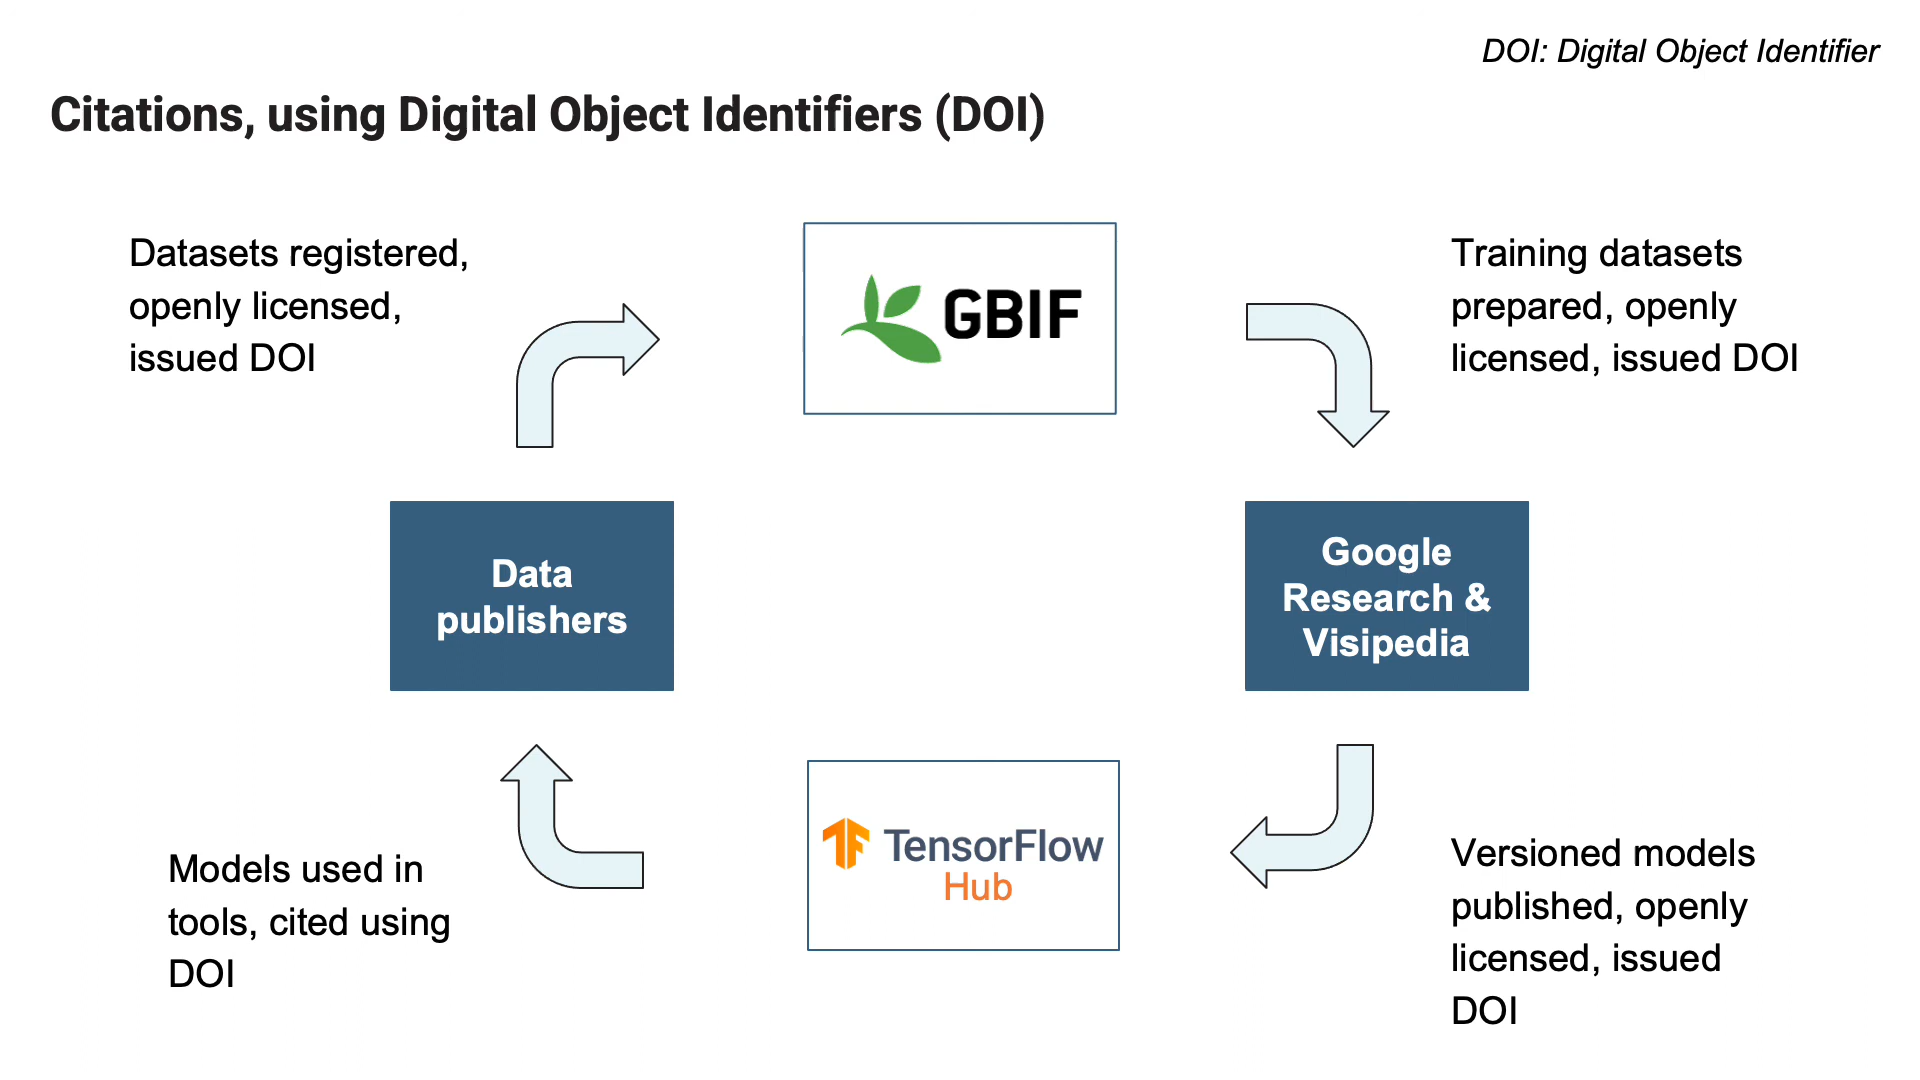 DOI: Digital Object Identifier
Citations, using Digital Object Identifiers (DOI)
Datasets registered,
openly licensed,
issued DOI
GBIF
Training datasets
prepared, openly
licensed, issued DOI
Data
publishers
Google
Research &
Visipedia
Models used in
tools, cited using
DOI
TensorFlow
Hub
Versioned models
published, openly
licensed, issued
DOI